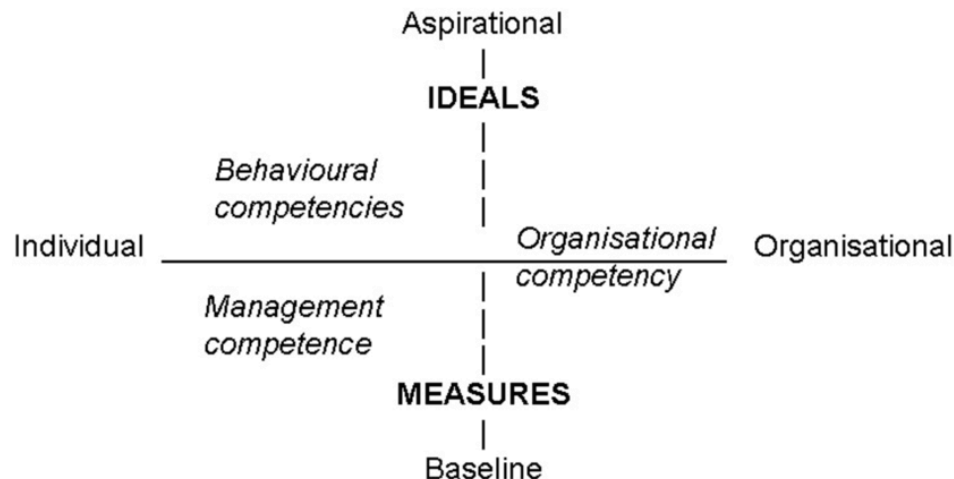 Aspirational
IDEALS
Behavioural
competencies
Individual
Organisational
competency
Organisational
Management
competence
MEASURES
Baseline